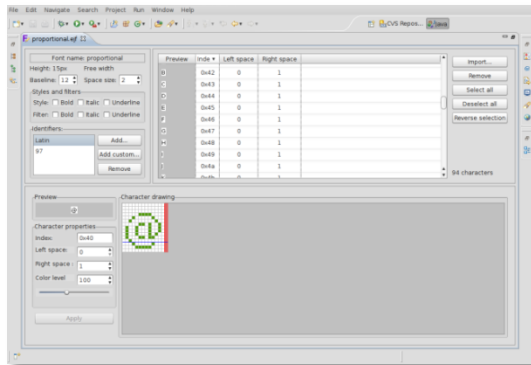 File Edit Navigate Search Project Run Window Help
CVS Repos... Java
proportional.ejf
Font name: proportional
Height: 15px Free width:
Baseline: 12 Space size: 2
Styles and filters
Style: Bold Italic Underline
Filter: Bold Italic Underline
Identifiers:
Latin
97
Add...
Add custom...
Remove
Preview Inde Left space Right space
B 0x42 0 1
C 0x43 0 1
D 0x44 0 1
E 0x45 0 1
F 0x46 0 1
G 0x47 0 1
H 0x48 0 1
I 0x49 0 1
J 0x4a 0 1
0x4b 0 1
Import...
Remove
Select all
Deselect all
Reverse selection
94 characters
Preview
@
Character properties
Index: 0x40
Left space: 0
Right space: 1
Color level 100
Apply
Character drawing
@